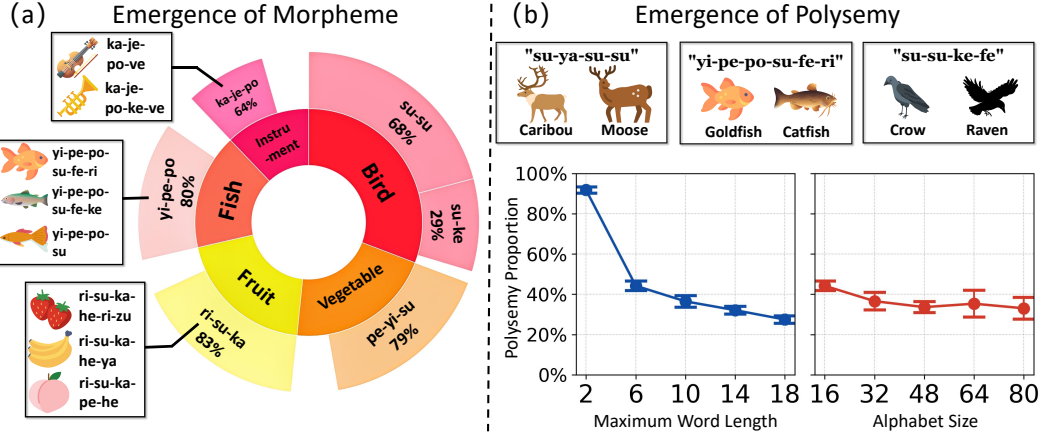 (a) Emergence of Morpheme
ka-je-
po-ve
ka-je-
po-ke-ve
yi-pe-po-
su-fe-ri
yi-pe-po-
su-fe-ke
yi-pe-po-
su
ri-su-ka-
he-ri-zu
ri-su-ka-
he-ya
ri-su-ka-
pe-he
ka-je-po
64%
Instru
-ment
su-su
68%
Bird
su-ke
29%
yi-pe-po
80%
Fish
Fruit
ri-su-ka
83%
Vegetable
pe-yi-su
79%
(b) Emergence of Polysemy
"su-ya-su-su"
Caribou Moose
"yi-pe-po-su-fe-ri"
Goldfish Catfish
"su-su-ke-fe"
Crow Raven
Polysemy Proportion
100%
80%
60%
40%
20%
0%
2 6 10 14 18
Maximum Word Length
16 32 48 64 80
Alphabet Size